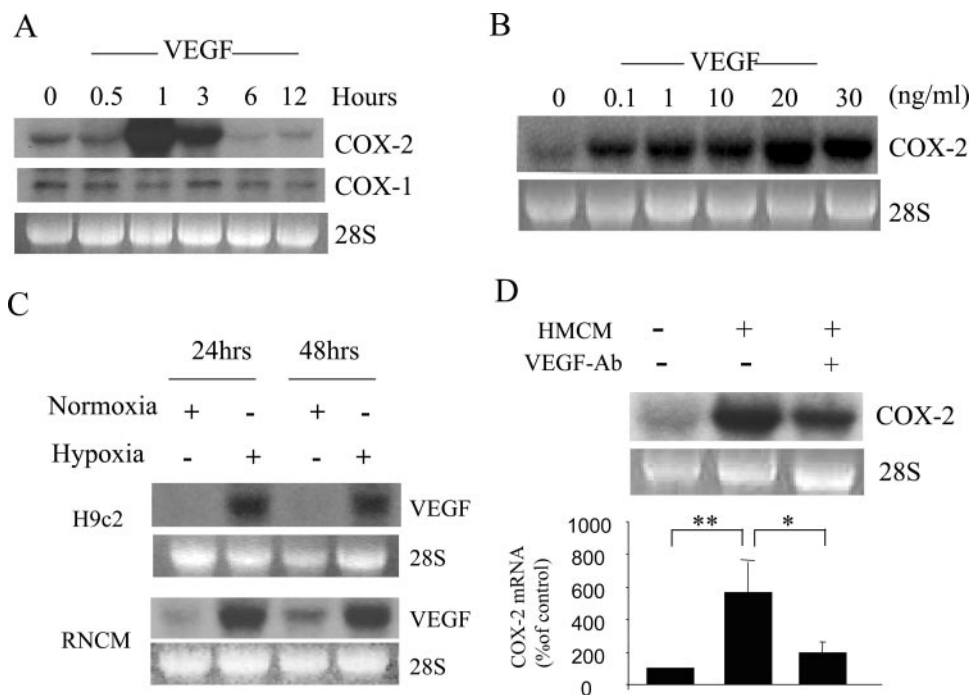 A
VEGF
0 0.5 1 3 6 12 Hours
COX-2
COX-1
28S
B
VEGF
0 0.1 1 10 20 30 (ng/ml)
COX-2
28S
C
24hrs 48hrs
Normoxia + - + -
Hypoxia - + - +
H9c2 VEGF
28S
RNCM VEGF
28S
D
HMCM - + +
VEGF-Ab - - +
COX-2
28S
COX-2 mRNA
(%of control)
1000
800
600
400
200
0
** *